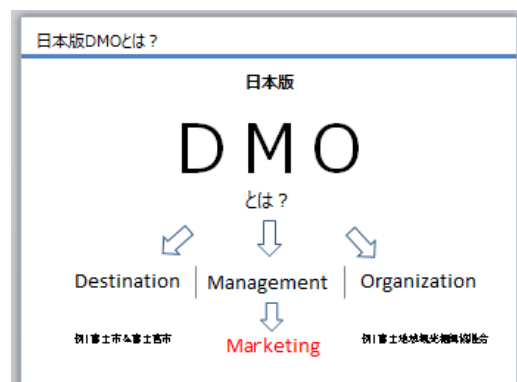 日本版DMOとは？
日本版
DMO
とは？
Destination
Management
Organization
例）富士市&富士宮市
Marketing